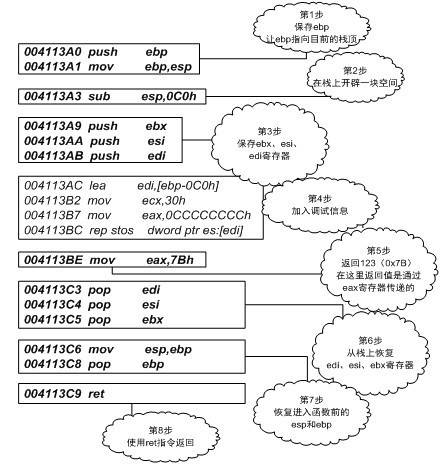 第1步
保存ebp
让ebp指向目前的栈顶
004113A0 push ebp
004113A1 mov ebp,esp
第2步
在栈上开辟一块空间
004113A3 sub esp,0C0h
004113A9 push ebx
004113AA push esi
004113AB push edi
第3步
保存ebx、esi、
edi寄存器
004113AC lea edi,[ebp-0C0h]
004113B2 mov ecx,30h
004113B7 mov eax,0CCCCCCCCh
004113BC rep stos dword ptr es:[edi]
第4步
加入调试信息
004113BE mov eax,7Bh
第5步
返回123（0x7B）
在这里返回值是通过
eax寄存器传递的
004113C3 pop edi
004113C4 pop esi
004113C5 pop ebx
第6步
从栈上恢复
edi、esi、ebx寄存器
004113C6 mov esp,ebp
004113C8 pop ebp
第7步
恢复进入函数前的
esp和ebp
004113C9 ret
第8步
使用ret指令返回